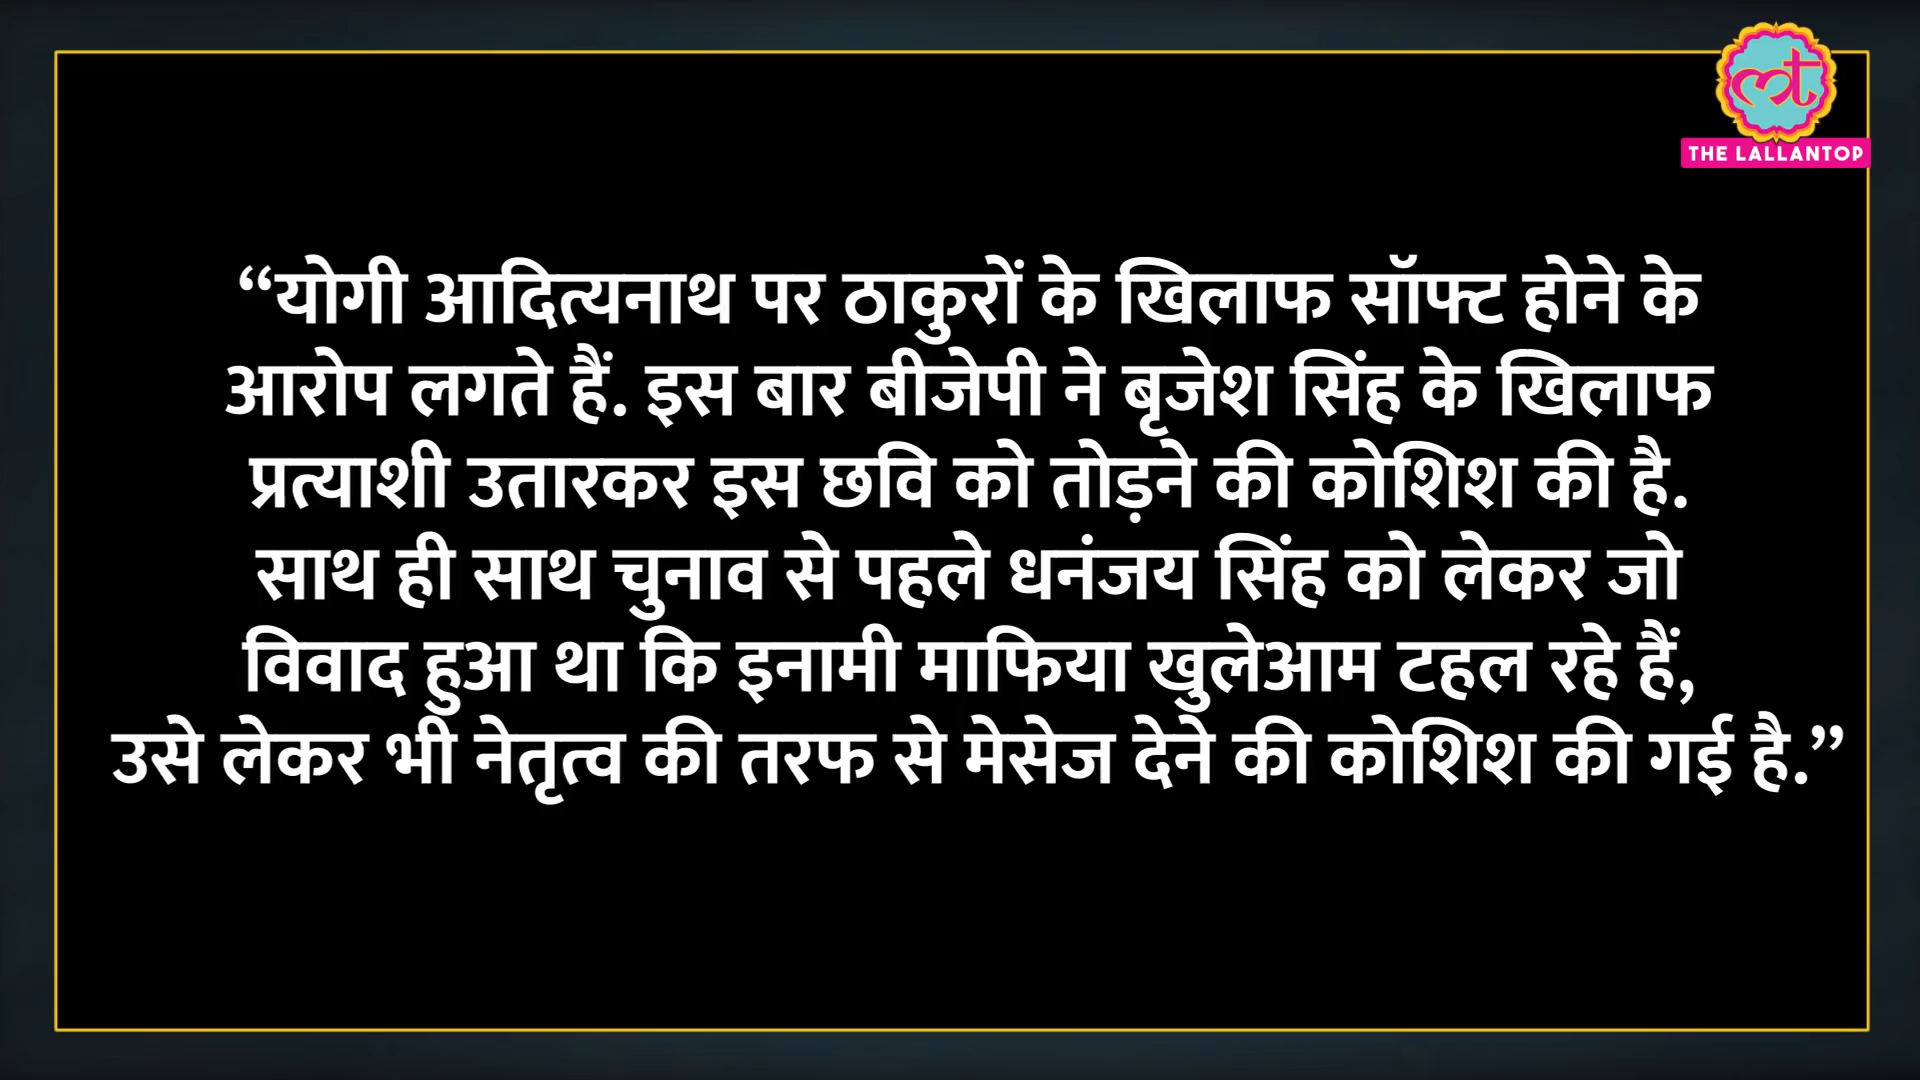 THE LALLANTOP
“योगी आदित्यनाथ पर ठाकुरों के खिलाफ सॉफ्ट होने के
आरोप लगते हैं. इस बार बीजेपी ने बृजेश सिंह के खिलाफ
प्रत्याशी उतारकर इस छवि को तोड़ने की कोशिश की है.
साथ ही साथ चुनाव से पहले धनंजय सिंह को लेकर जो
विवाद हुआ था कि इनामी माफिया खुलेआम टहल रहे हैं,
उसे लेकर भी नेतृत्व की तरफ से मेसेज देने की कोशिश की गई है.”